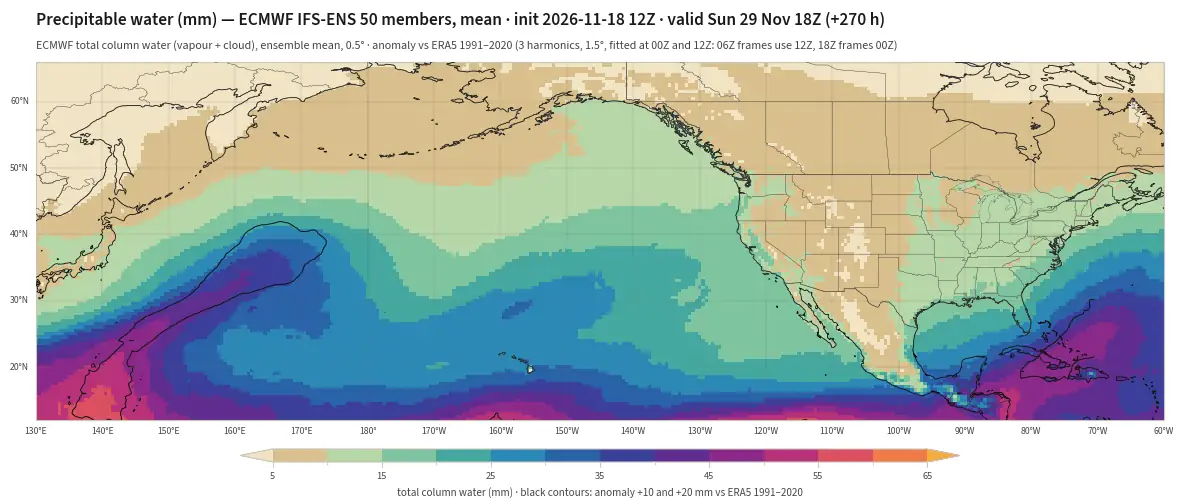 Precipitable water (mm) — ECMWF IFS-ENS 50 members, mean · init 2026-11-18 12Z · valid Sun 29 Nov 18Z (+270 h)
ECMWF total column water (vapour + cloud), ensemble mean, 0.5° · anomaly vs ERA5 1991–2020 (3 harmonics, 1.5°, fitted at 00Z and 12Z: 06Z frames use 12Z, 18Z frames 00Z)
60°N
50°N
40°N
30°N
20°N
130°E 140°E 150°E 160°E 170°E 180° 170°W 160°W 150°W 140°W 130°W 120°W 110°W 100°W 90°W 80°W 70°W 60°W
5 15 25 35 45 55 65
total column water (mm) · black contours: anomaly +10 and +20 mm vs ERA5 1991–2020